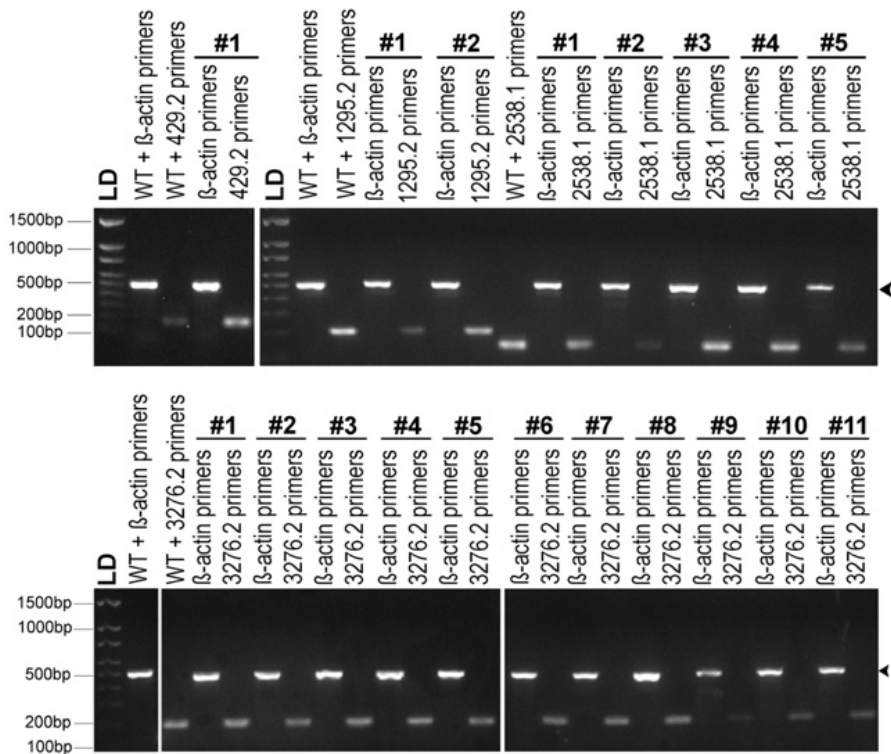 #1 #1 #2 #1 #2 #3 #4 #5
LD
WT + ß-actin primers
WT + 429.2 primers
ß-actin primers
429.2 primers
LD
WT + ß-actin primers
WT + 1295.2 primers
ß-actin primers
1295.2 primers
ß-actin primers
1295.2 primers
WT + 2538.1 primers
ß-actin primers
2538.1 primers
ß-actin primers
2538.1 primers
ß-actin primers
2538.1 primers
ß-actin primers
2538.1 primers
ß-actin primers
2538.1 primers
1500bp
1000bp
500bp
200bp
100bp
#1 #2 #3 #4 #5 #6 #7 #8 #9 #10 #11
LD
WT + ß-actin primers
WT + 3276.2 primers
ß-actin primers
3276.2 primers
ß-actin primers
3276.2 primers
ß-actin primers
3276.2 primers
ß-actin primers
3276.2 primers
ß-actin primers
3276.2 primers
ß-actin primers
3276.2 primers
ß-actin primers
3276.2 primers
ß-actin primers
3276.2 primers
ß-actin primers
3276.2 primers
ß-actin primers
3276.2 primers
ß-actin primers
3276.2 primers
1500bp
1000bp
500bp
200bp
100bp